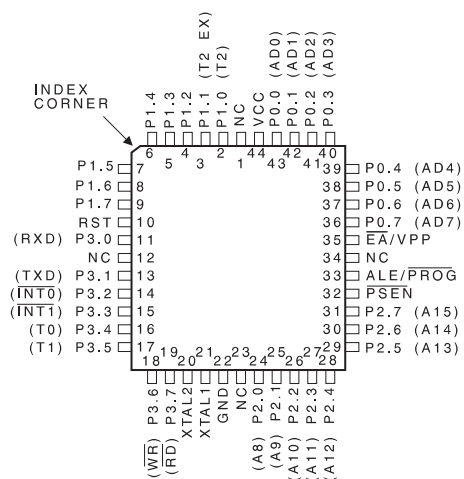 INDEX
CORNER
P1.4
P1.3
P1.2
P1.1 (T2 EX)
P1.0 (T2)
NC
VCC
P0.0 (AD0)
P0.1 (AD1)
P0.2 (AD2)
P0.3 (AD3)
6 5 4 3 2 1 44 43 42 41 40
P1.5 7
P1.6 8
P1.7 9
RST 10
(RXD) P3.0 11
NC 12
(TXD) P3.1 13
(INT0) P3.2 14
(INT1) P3.3 15
(T0) P3.4 16
(T1) P3.5 17
39 P0.4 (AD4)
38 P0.5 (AD5)
37 P0.6 (AD6)
36 P0.7 (AD7)
35 EA/VPP
34 NC
33 ALE/PROG
32 PSEN
31 P2.7 (A15)
30 P2.6 (A14)
29 P2.5 (A13)
18 19 20 21 22 23 24 25 26 27 28
(WR) P3.6
(RD) P3.7
XTAL2
XTAL1
GND
NC
(A8) P2.0
(A9) P2.1
(A10) P2.2
(A11) P2.3
(A12) P2.4